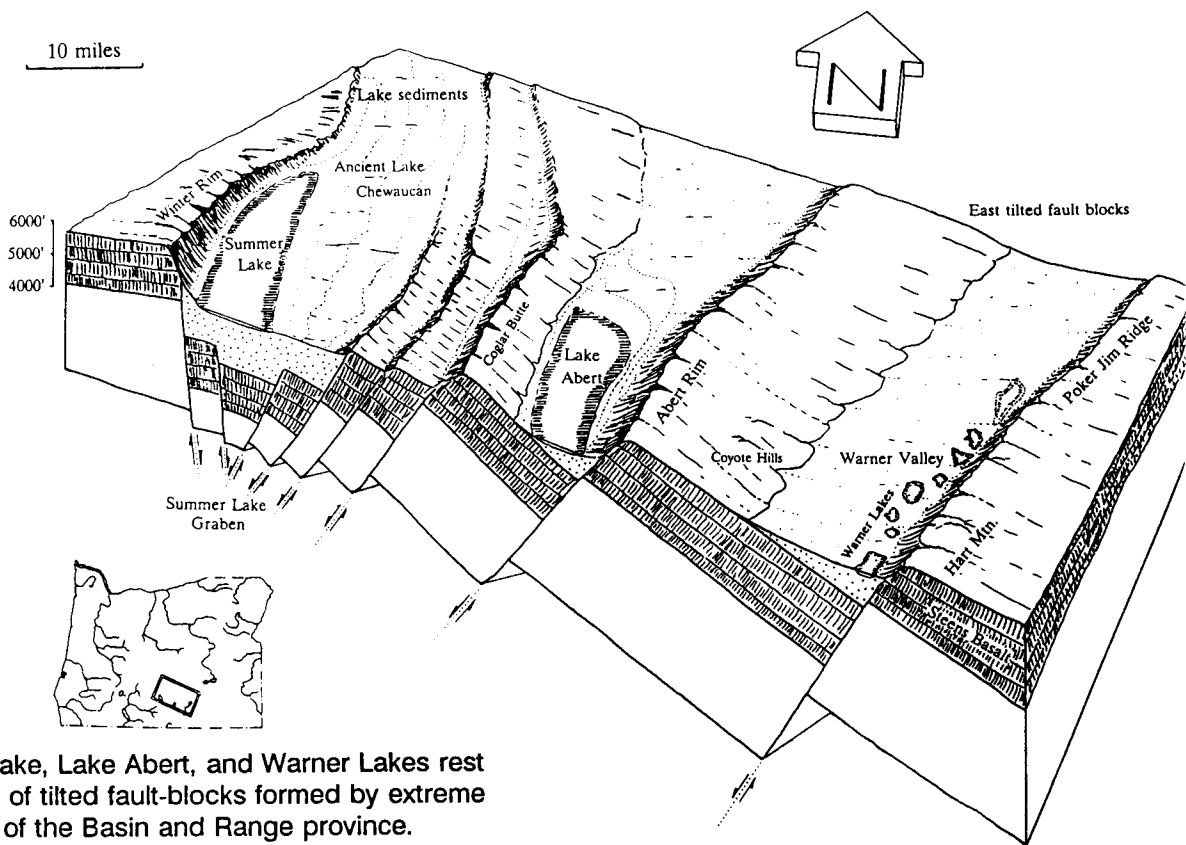 10 miles
N
Lake sediments
Winter Rim
Ancient Lake
Chewaucan
East tilted fault blocks
6000'
5000'
4000'
Summer
Lake
Coglar Butte
Lake
Abert
Abert Rim
Poker Jim Ridge
Coyote Hills
Warner Valley
Warner Lakes
Hart Mtn.
Steens Basalt
Summer Lake
Graben
ake, Lake Abert, and Warner Lakes rest
of tilted fault-blocks formed by extreme
of the Basin and Range province.